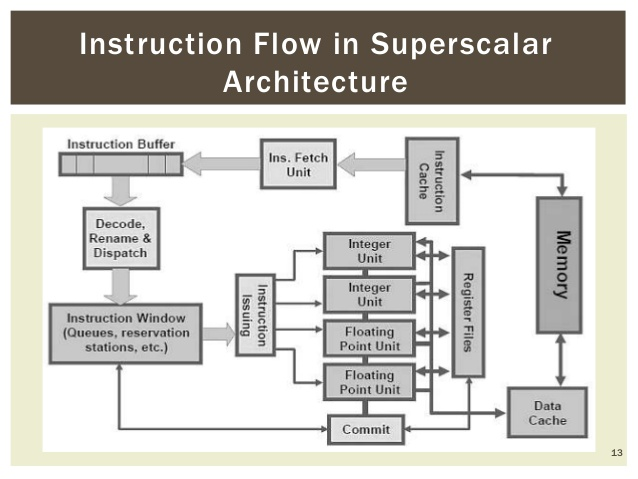 Instruction Flow in Superscalar
Architecture
Instruction Buffer
Ins. Fetch
Unit
Instruction
Cache
Decode,
Rename &
Dispatch
Instruction Window
(Queues, reservation
stations, etc.)
Instruction
Issuing
Integer
Unit
Integer
Unit
Floating
Point Unit
Floating
Point Unit
Commit
Register Files
Memory
Data
Cache
13